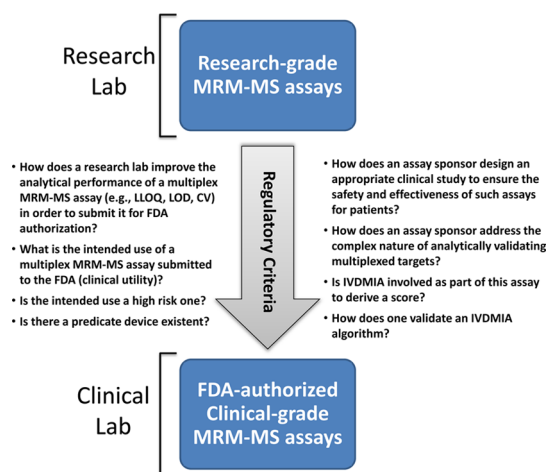 Research
Lab
Research-grade
MRM-MS assays
• How does a research lab improve the
analytical performance of a multiplex
MRM-MS assay (e.g., LLOQ, LOD, CV)
in order to submit it for FDA
authorization?
• What is the intended use of a
multiplex MRM-MS assay submitted
to the FDA (clinical utility)?
• Is the intended use a high risk one?
• Is there a predicate device existent?
Regulatory Criteria
• How does an assay sponsor design an
appropriate clinical study to ensure the
safety and effectiveness of such assays
for patients?
• How does an assay sponsor address the
complex nature of analytically validating
multiplexed targets?
• Is IVDMIA involved as part of this assay
to derive a score?
• How does one validate an IVDMIA
algorithm?
Clinical
Lab
FDA-authorized
Clinical-grade
MRM-MS assays